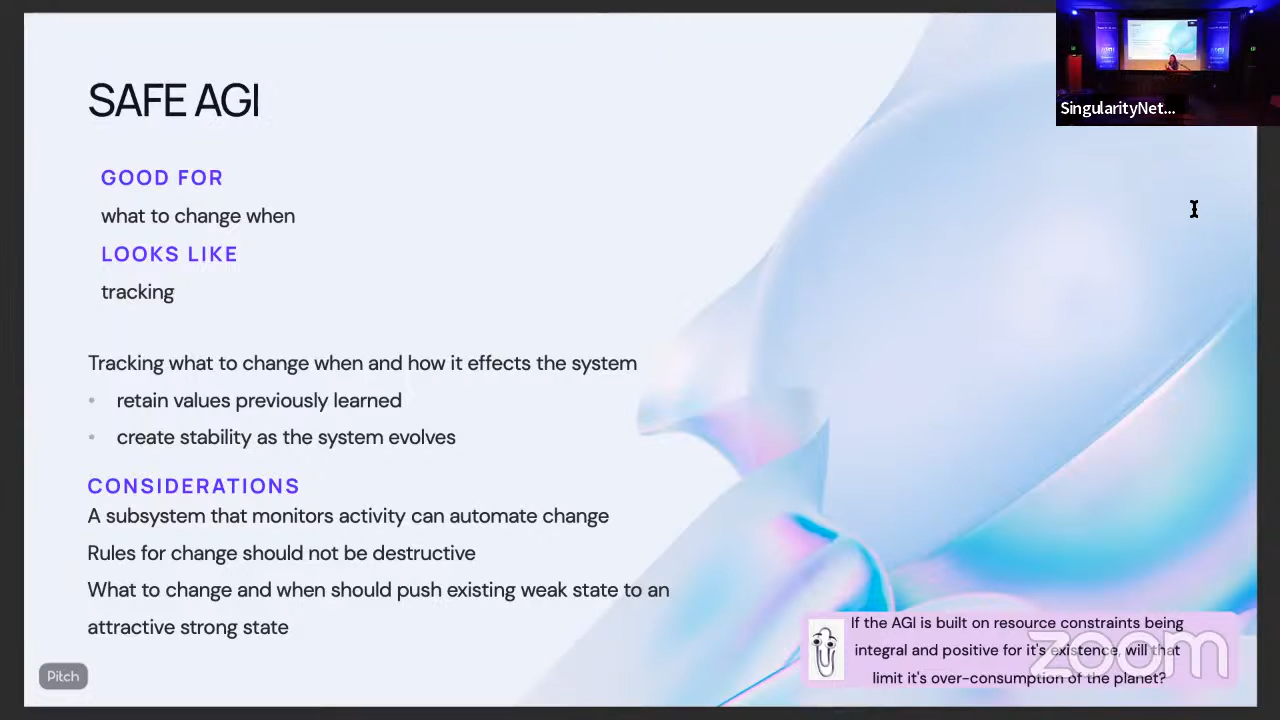 SAFE AGI
SingularityNet...
GOOD FOR
what to change when
LOOKS LIKE
tracking
Tracking what to change when and how it effects the system
• retain values previously learned
• create stability as the system evolves
CONSIDERATIONS
A subsystem that monitors activity can automate change
Rules for change should not be destructive
What to change and when should push existing weak state to an
attractive strong state
If the AGI is built on resource constraints being
integral and positive for it's existence, will that
limit it's over-consumption of the planet?
zoom
Pitch